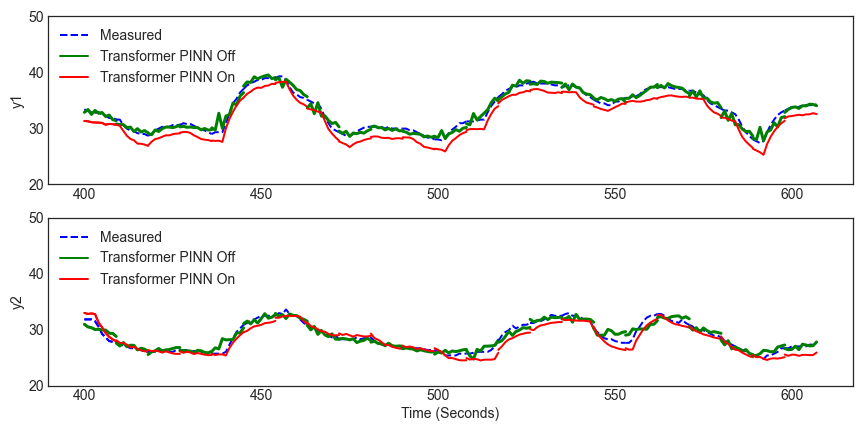 50
40
30
20
y1
Measured
Transformer PINN Off
Transformer PINN On
400 450 500 550 600
50
40
30
20
y2
Measured
Transformer PINN Off
Transformer PINN On
400 450 500 550 600
Time (Seconds)